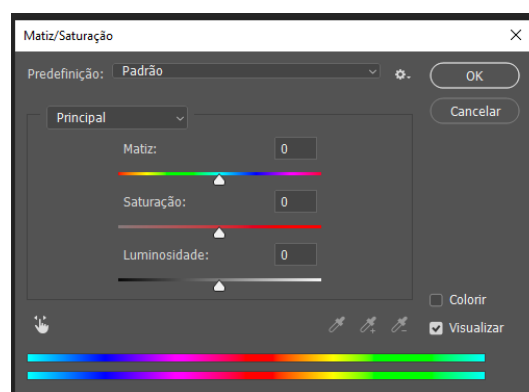 Matiz/Saturação
Predefinição: Padrão
OK
Cancelar
Principal
Matiz: 0
Saturação: 0
Luminosidade: 0
Colorir
Visualizar